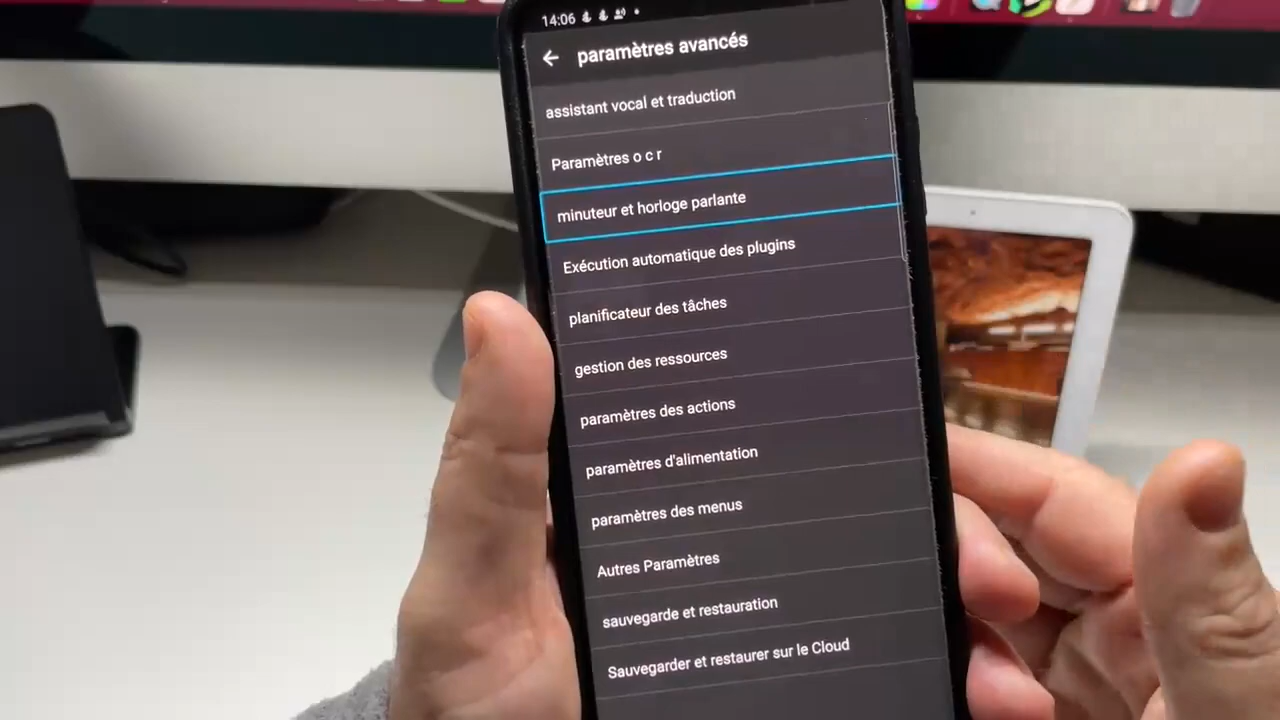 14:06
paramètres avancés
assistant vocal et traduction
Paramètres o c r
minuteur et horloge parlante
Exécution automatique des plugins
planificateur des tâches
gestion des ressources
paramètres des actions
paramètres d'alimentation
paramètres des menus
Autres Paramètres
sauvegarde et restauration
Sauvegarder et restaurer sur le Cloud